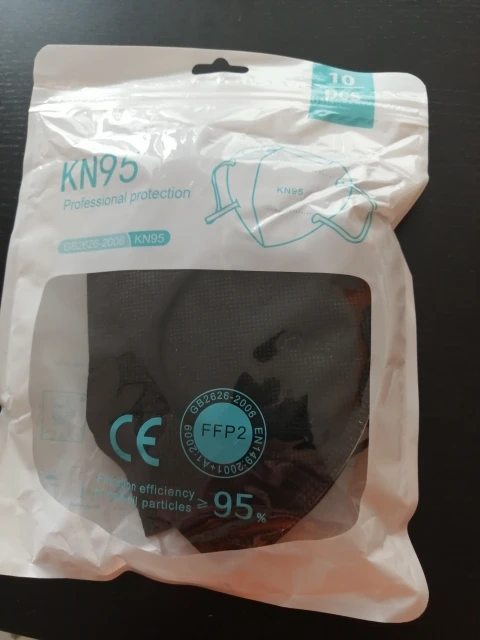 10
pcs
KN95
KN95
Professional protection
GB2626-2006 KN95
CE
GB2626-2006
FFP2
EN149:2001+A1:2009
efficiency
particles ≥ 95%